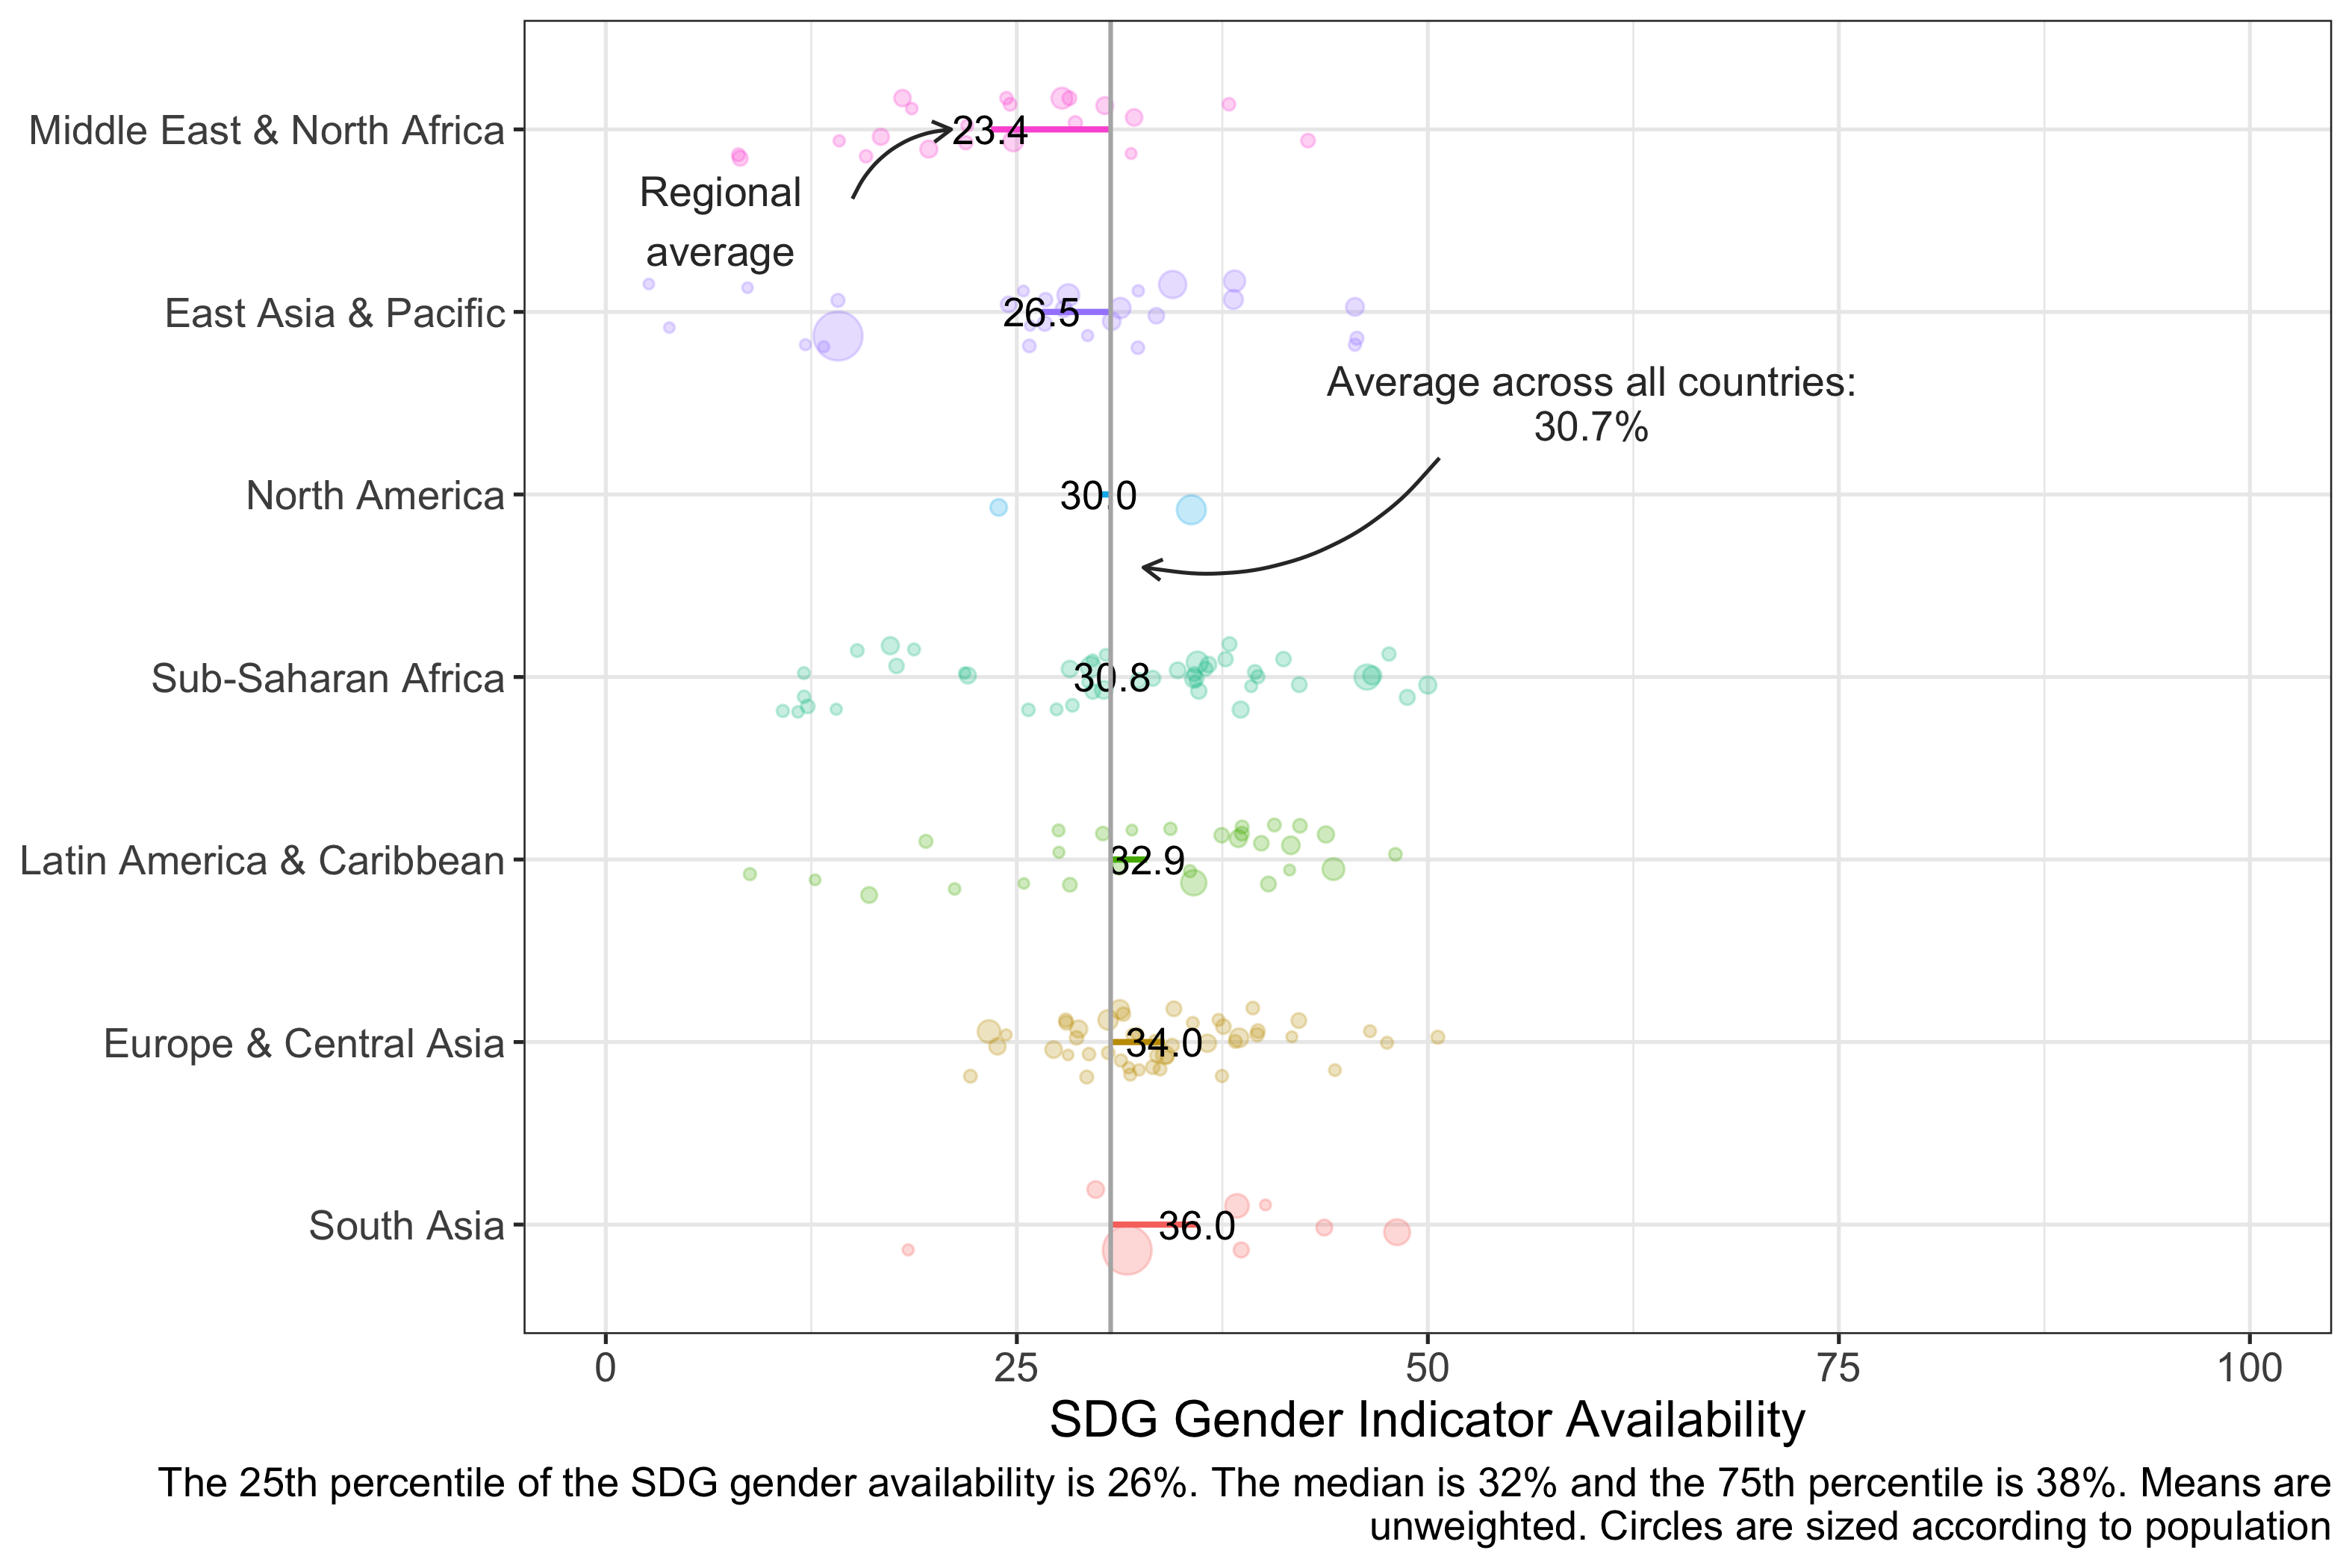 Middle East & North Africa
23.4
Regional
average
East Asia & Pacific
26.5
Average across all countries:
30.7%
North America
30.0
Sub-Saharan Africa
30.8
Latin America & Caribbean
32.9
Europe & Central Asia
34.0
South Asia
36.0
0 25 50 75 100
SDG Gender Indicator Availability
The 25th percentile of the SDG gender availability is 26%. The median is 32% and the 75th percentile is 38%. Means are
unweighted. Circles are sized according to population